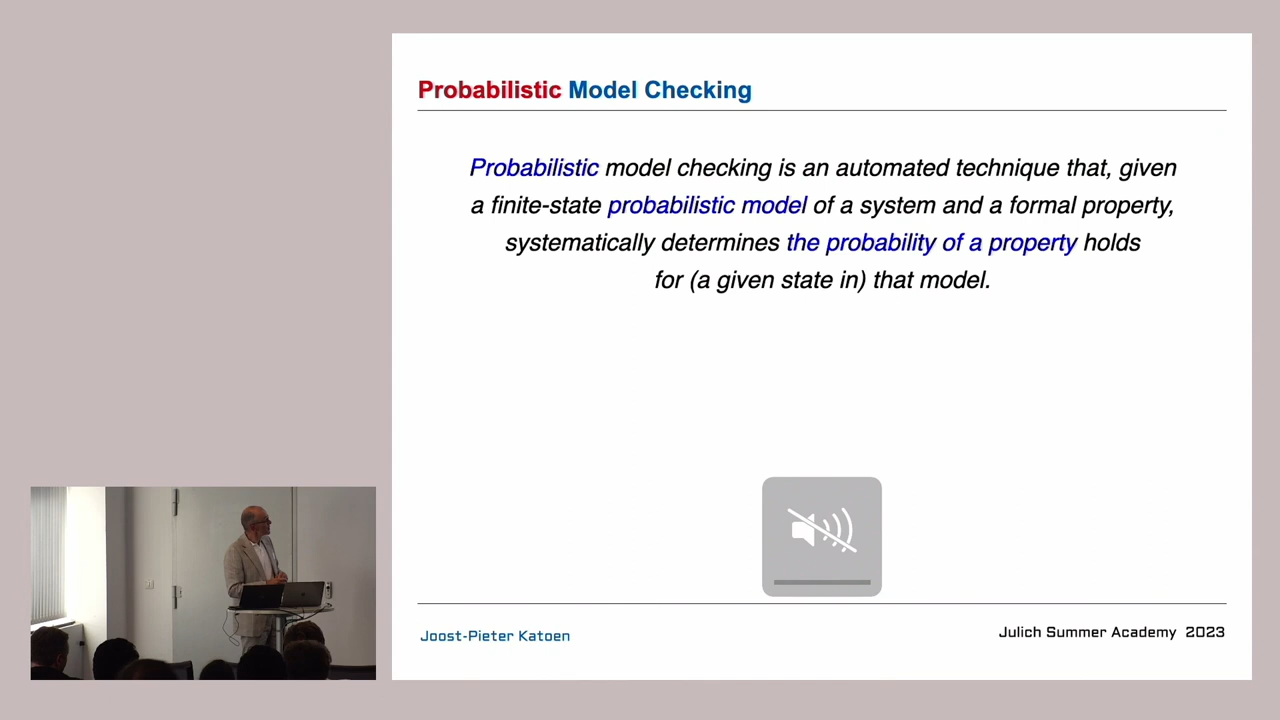 Probabilistic Model Checking
Probabilistic model checking is an automated technique that, given
a finite-state probabilistic model of a system and a formal property,
systematically determines the probability of a property holds
for (a given state in) that model.
Joost-Pieter Katoen
Julich Summer Academy 2023